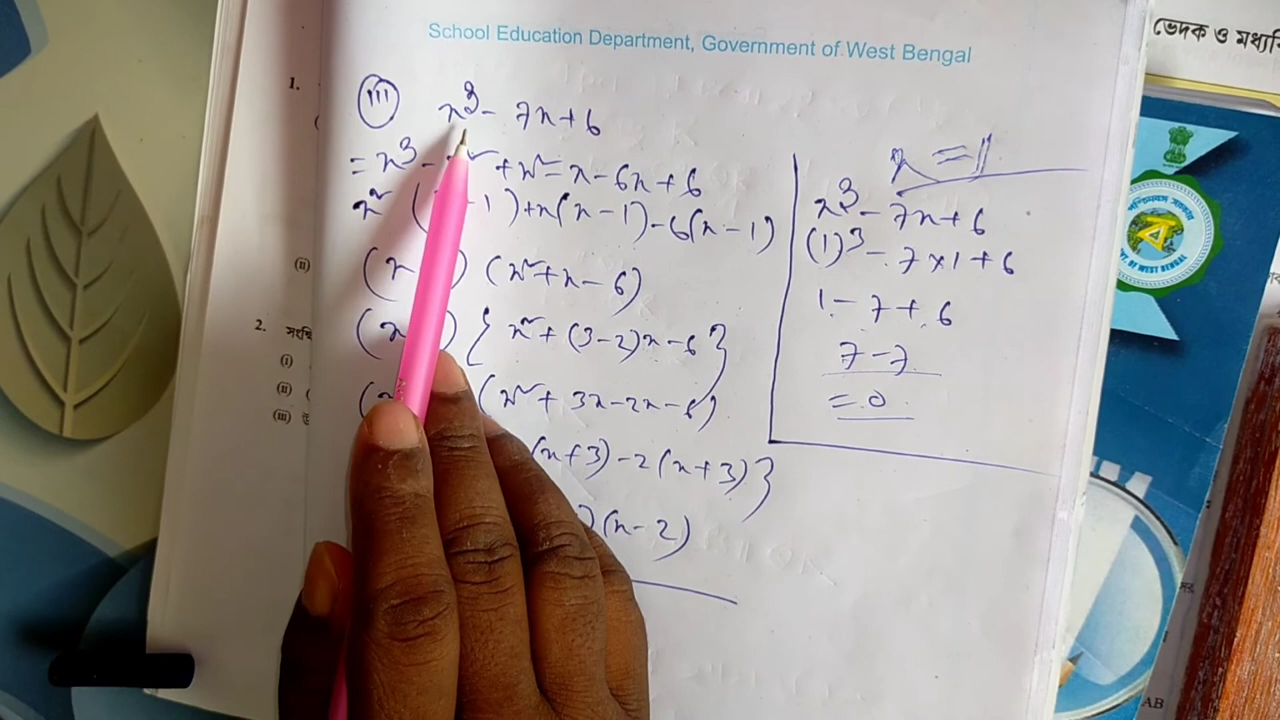 School Education Department, Government of West Bengal
ভেদক ও
1.
(iii) x³ - 7x + 6
= x³ - x² + x² - x - 6x + 6
x² ( - 1) + x(x - 1) - 6(x - 1)
(x ) (x² + x - 6)
(x ) { x² + (3 - 2)x - 6 }
( (x² + 3x - 2x - 6)
(x + 3) - 2(x + 3) }
) (x - 2)
x = 1
x³ - 7x + 6
(1)³ - 7 × 1 + 6
1 - 7 + 6
7 - 7
= 0
(ii)
2.
(i)
(ii)
(iii)
AB